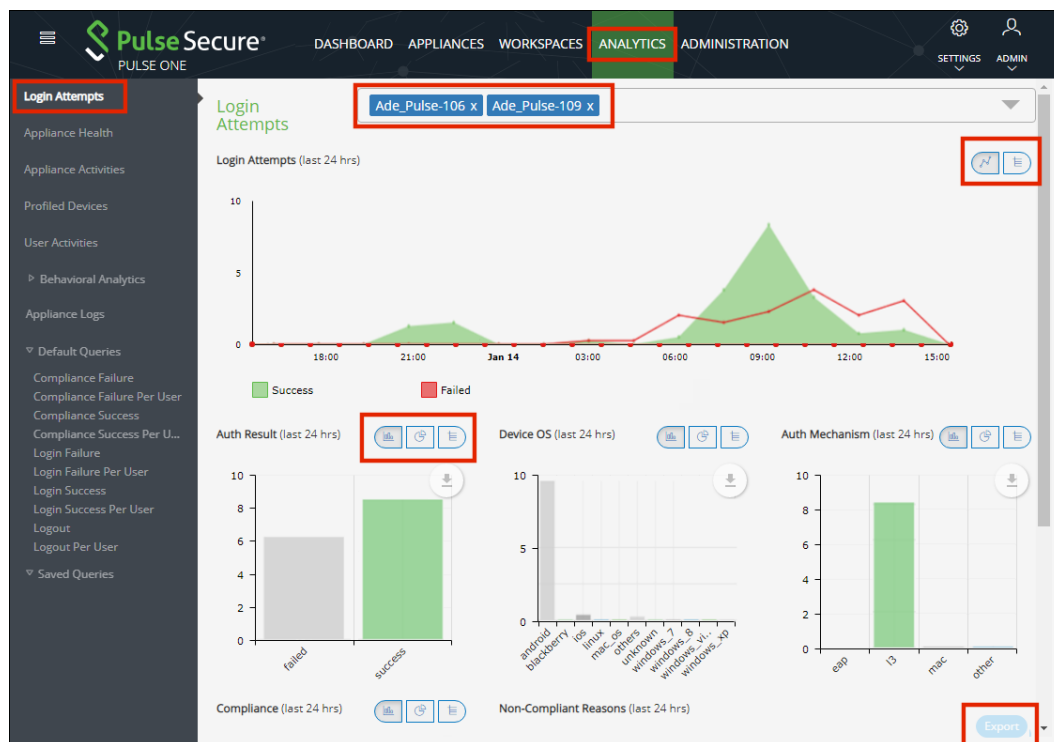 Pulse Secure®
PULSE ONE
DASHBOARD APPLIANCES WORKSPACES ANALYTICS ADMINISTRATION
SETTINGS ADMIN
Login Attempts
Appliance Health
Appliance Activities
Profiled Devices
User Activities
Behavioral Analytics
Appliance Logs
Default Queries
Compliance Failure
Compliance Failure Per User
Compliance Success
Compliance Success Per U...
Login Failure
Login Failure Per User
Login Success
Login Success Per User
Logout
Logout Per User
Saved Queries
Login
Attempts
Ade_Pulse-106 x Ade_Pulse-109 x
Login Attempts (last 24 hrs)
10
5
0
18:00 21:00 Jan 14 03:00 06:00 09:00 12:00 15:00
Success Failed
Auth Result (last 24 hrs)
10
8
6
4
2
0
failed success
Device OS (last 24 hrs)
10
5
0
android blackberry ios linux mac_os others unknown windows_7 windows_8 windows_vi.. windows_xp
Auth Mechanism (last 24 hrs)
10
8
6
4
2
0
eap l3 mac other
Compliance (last 24 hrs)
Non-Compliant Reasons (last 24 hrs)
Export